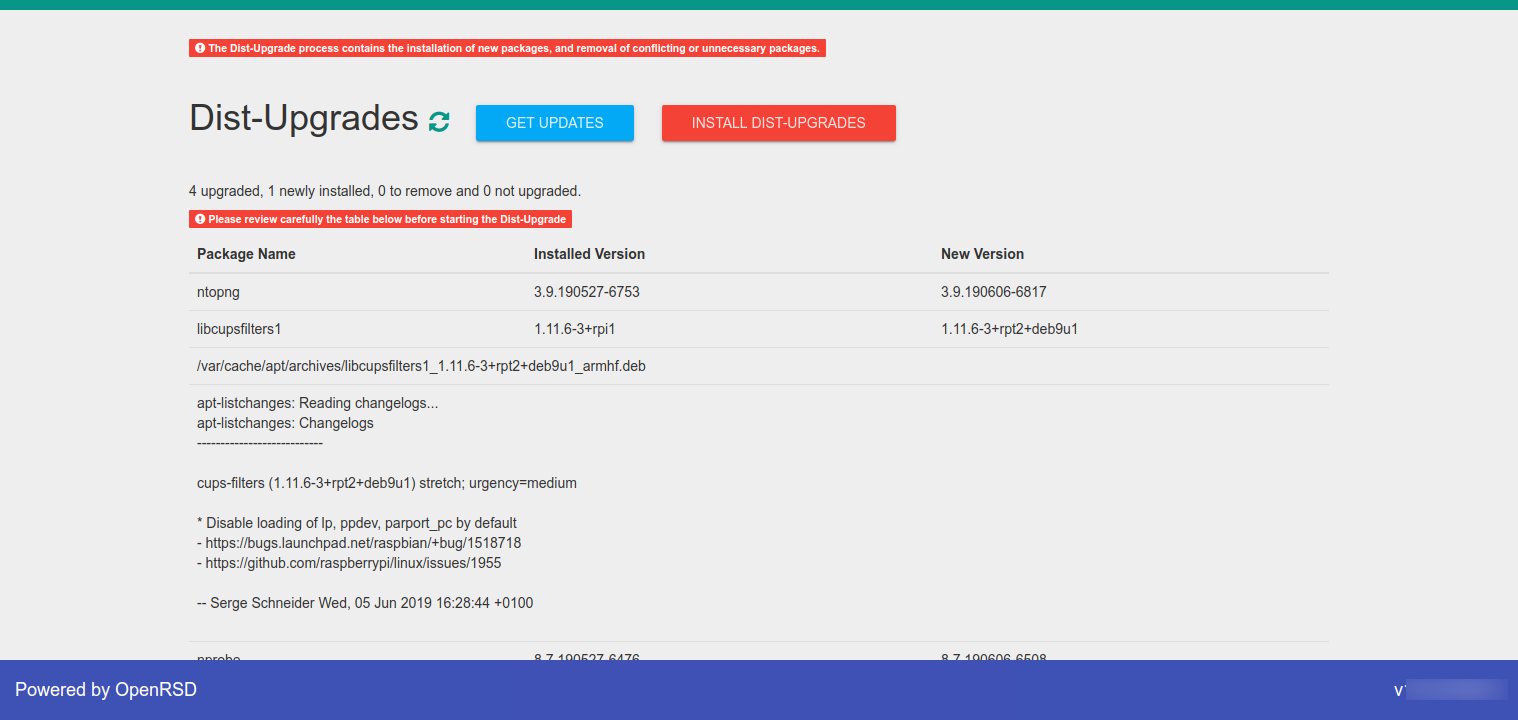 The Dist-Upgrade process contains the installation of new packages, and removal of conflicting or unnecessary packages.
Dist-Upgrades GET UPDATES INSTALL DIST-UPGRADES
4 upgraded, 1 newly installed, 0 to remove and 0 not upgraded.
Please review carefully the table below before starting the Dist-Upgrade
Package Name Installed Version New Version
ntopng 3.9.190527-6753 3.9.190606-6817
libcupsfilters1 1.11.6-3+rpi1 1.11.6-3+rpt2+deb9u1
/var/cache/apt/archives/libcupsfilters1_1.11.6-3+rpt2+deb9u1_armhf.deb
apt-listchanges: Reading changelogs...
apt-listchanges: Changelogs
---------------------------
cups-filters (1.11.6-3+rpt2+deb9u1) stretch; urgency=medium
* Disable loading of lp, ppdev, parport_pc by default
- https://bugs.launchpad.net/raspbian/+bug/1518718
- https://github.com/raspberrypi/linux/issues/1955
-- Serge Schneider Wed, 05 Jun 2019 16:28:44 +0100
nprobe 8.7.190527-6476 8.7.190606-6508
Powered by OpenRSD